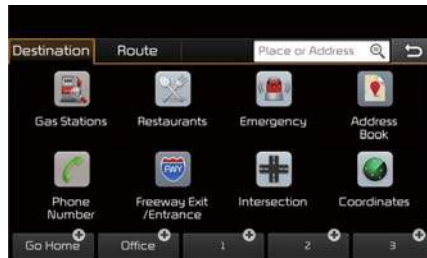 Destination Route Place or Address
Gas Stations Restaurants Emergency Address
Book
FWY
Phone Freeway Exit Intersection Coordinates
Number /Entrance
Go Home Office 1 2 3